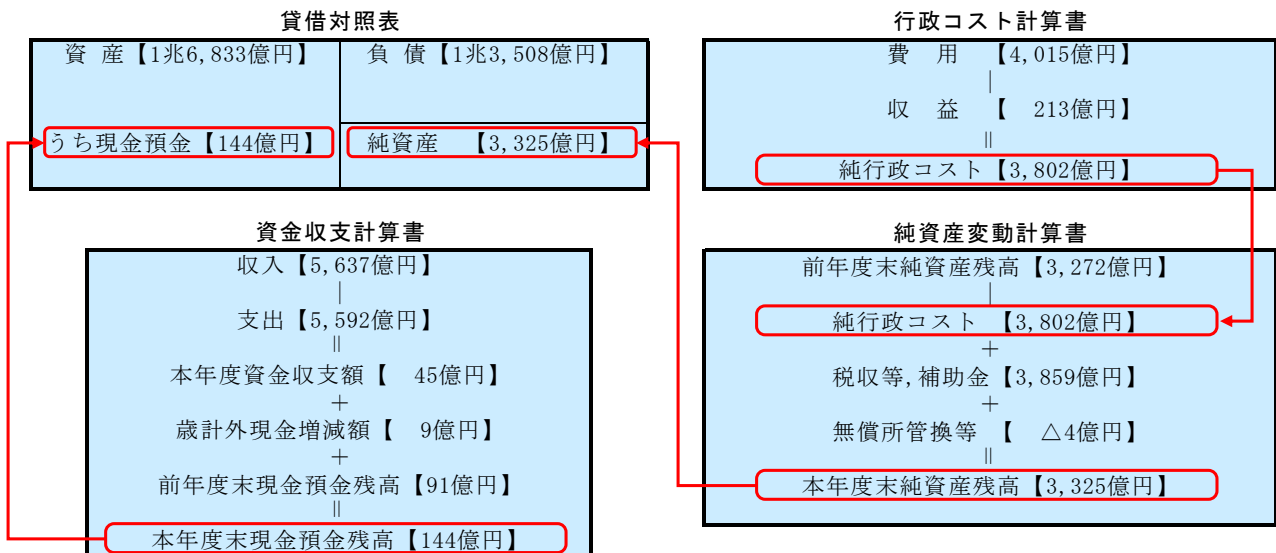 貸借対照表
資 産【1兆6,833億円】
負 債【1兆3,508億円】
うち現金預金【144億円】
純資産 【3,325億円】
行政コスト計算書
費 用 【4,015億円】
|
収 益 【 213億円】
||
純行政コスト【3,802億円】
資金収支計算書
収入【5,637億円】
|
支出【5,592億円】
||
本年度資金収支額【 45億円】
+
歳計外現金増減額【 9億円】
+
前年度末現金預金残高【91億円】
||
本年度末現金預金残高【144億円】
純資産変動計算書
前年度末純資産残高【3,272億円】
|
純行政コスト 【3,802億円】
+
税収等,補助金【3,859億円】
+
無償所管換等 【 △4億円】
||
本年度末純資産残高【3,325億円】